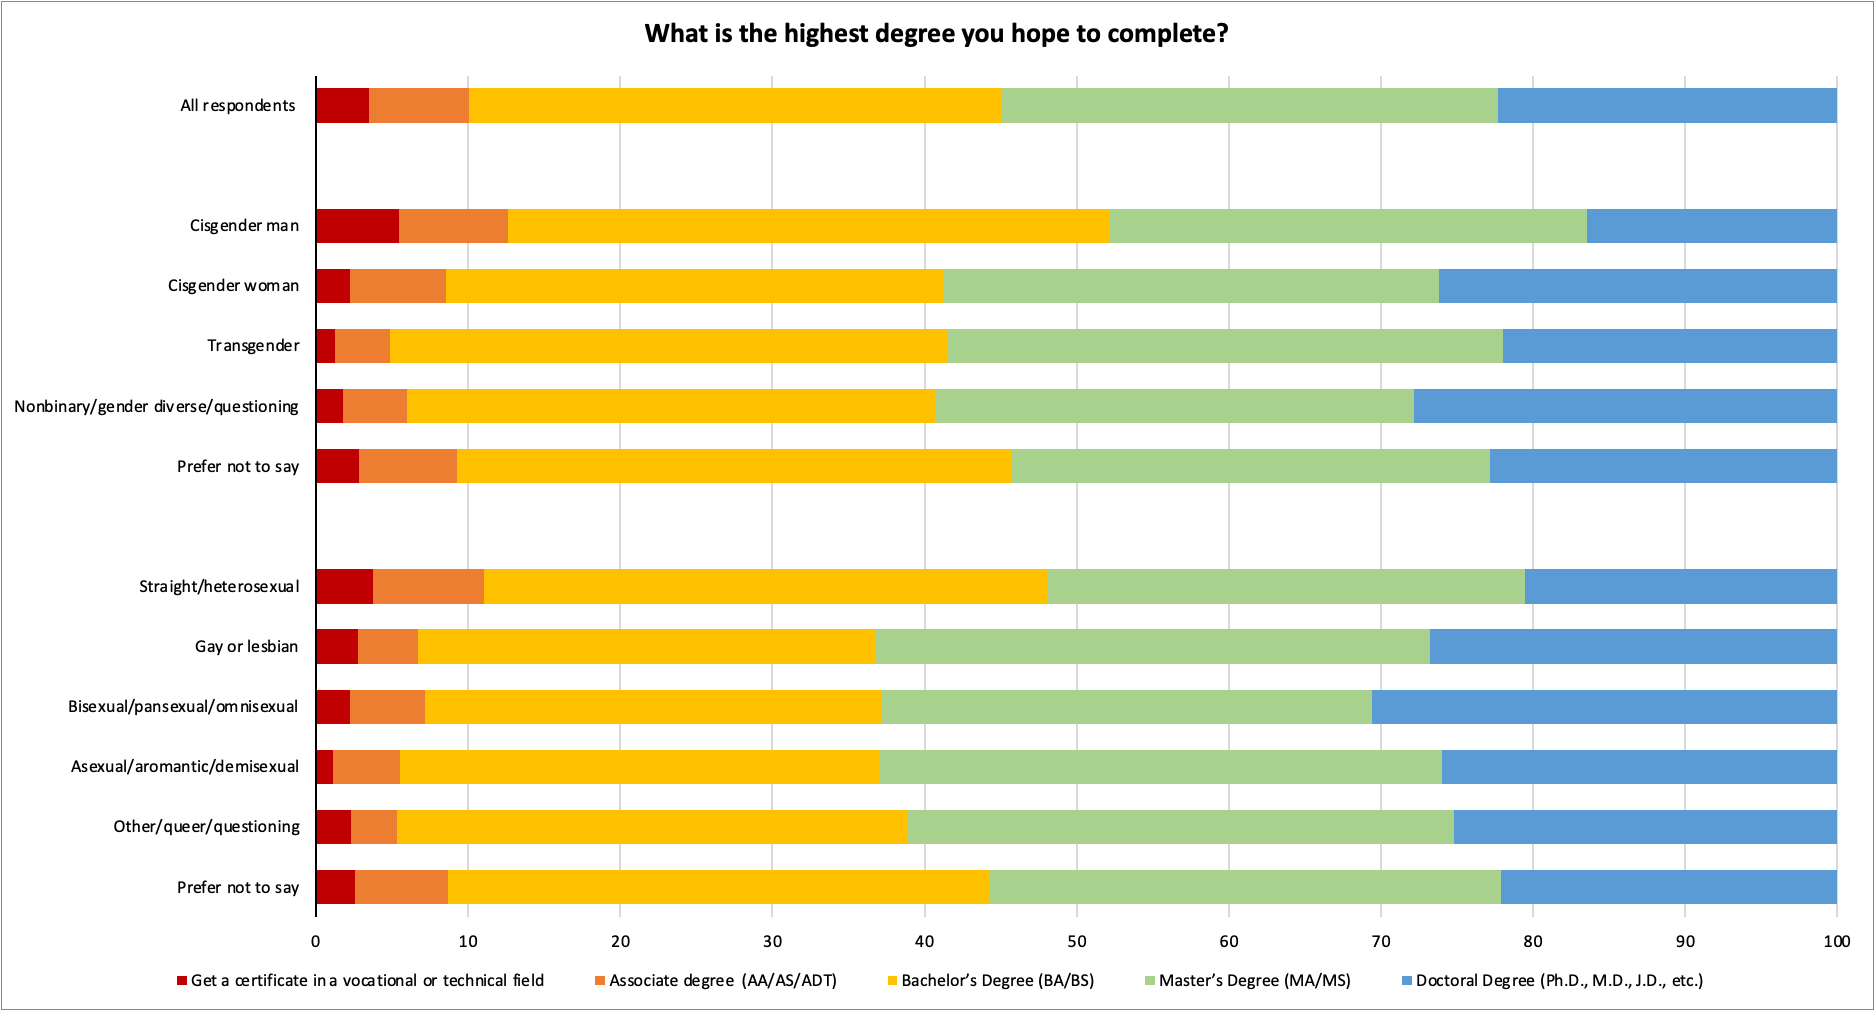 What is the highest degree you hope to complete?
All respondents
Cisgender man
Cisgender woman
Transgender
Nonbinary/gender diverse/questioning
Prefer not to say
Straight/heterosexual
Gay or lesbian
Bisexual/pansexual/omnisexual
Asexual/aromantic/demisexual
Other/queer/questioning
Prefer not to say
0 10 20 30 40 50 60 70 80 90 100
Get a certificate in a vocational or technical field Associate degree (AA/AS/ADT) Bachelor’s Degree (BA/BS) Master’s Degree (MA/MS) Doctoral Degree (Ph.D., M.D., J.D., etc.)